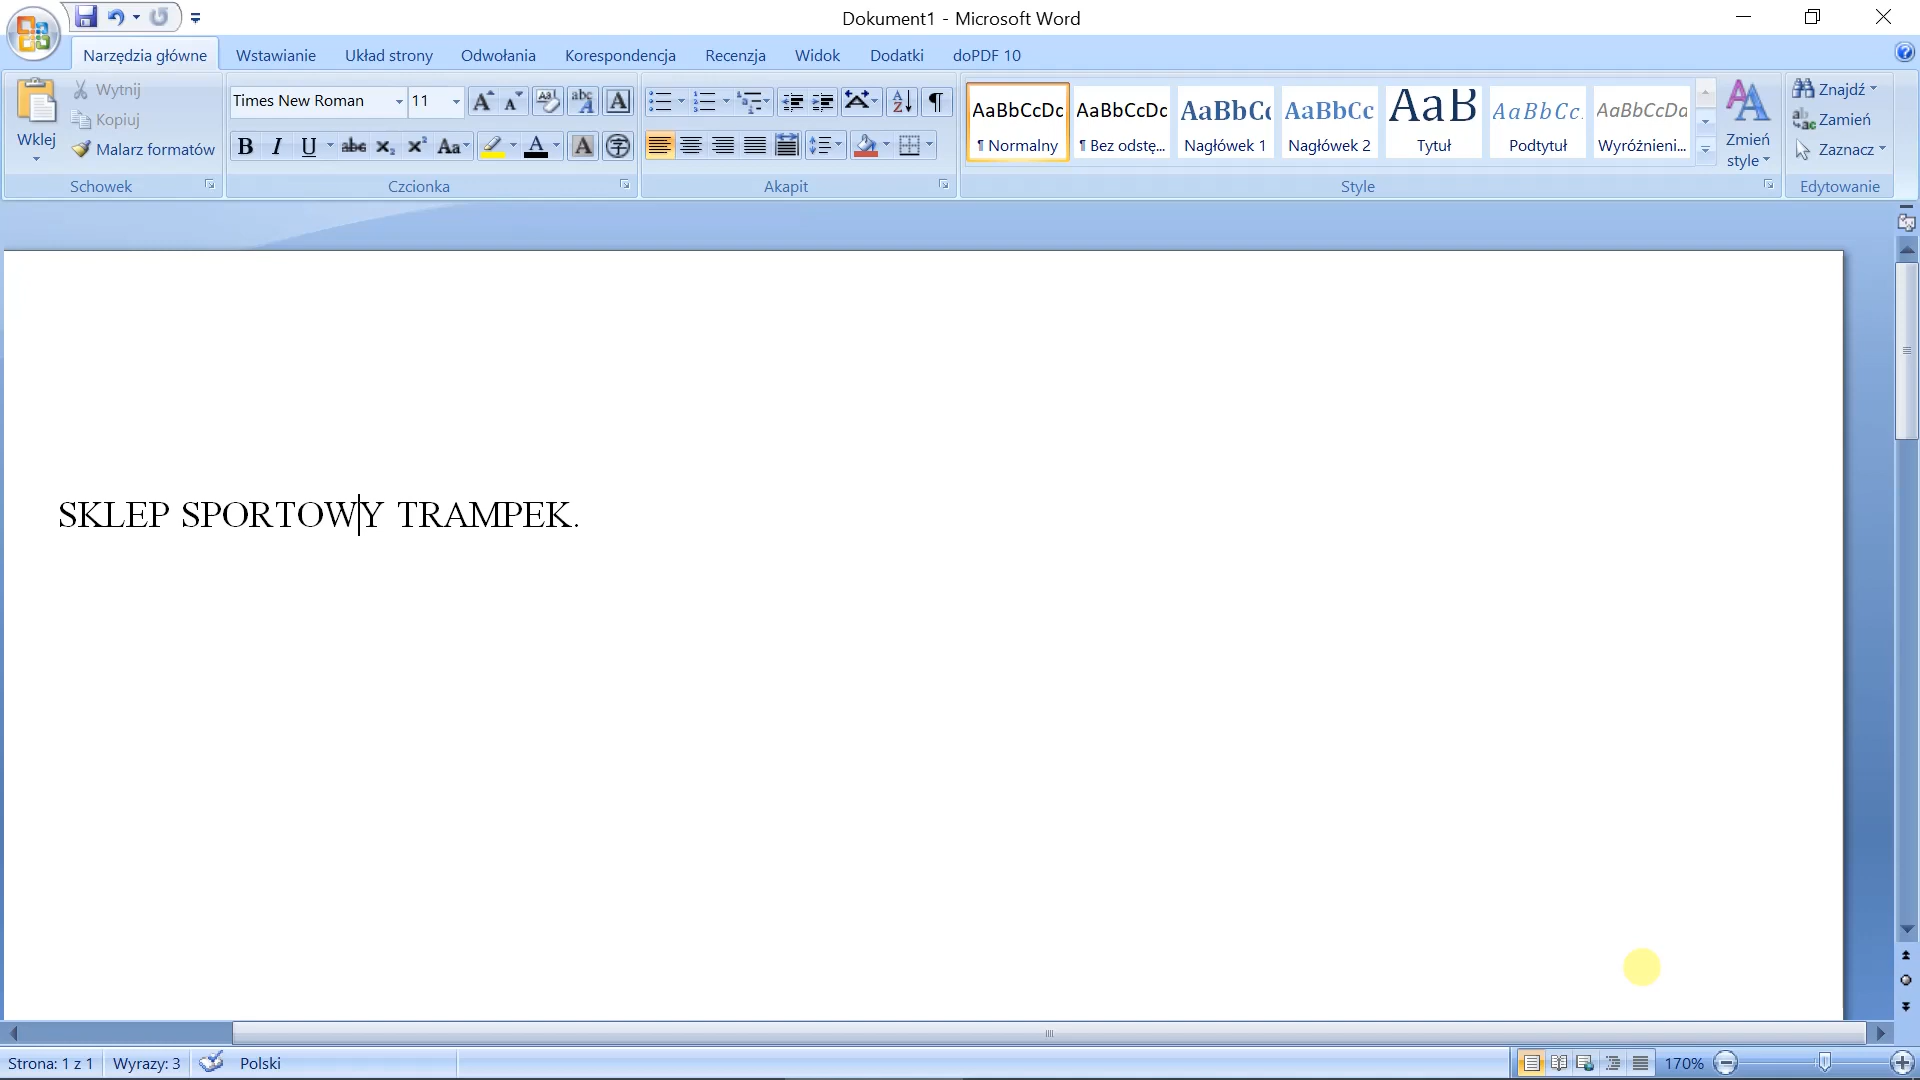 Dokument1 - Microsoft Word
Narzędzia główne Wstawianie Układ strony Odwołania Korespondencja Recenzja Widok Dodatki doPDF 10
Wklej
Wytnij
Kopiuj
Malarz formatów
Schowek
Times New Roman 11
Czcionka
Akapit
AaBbCcDc AaBbCcDc AaBbCc AaBbCc AaB AaBbCc. AaBbCcDa
¶ Normalny ¶ Bez odstę... Nagłówek 1 Nagłówek 2 Tytuł Podtytuł Wyróżnieni...
Zmień
style
Style
Znajdź
Zamień
Zaznacz
Edytowanie
SKLEP SPORTOWY TRAMPEK.
Strona: 1 z 1 Wyrazy: 3 Polski 170%